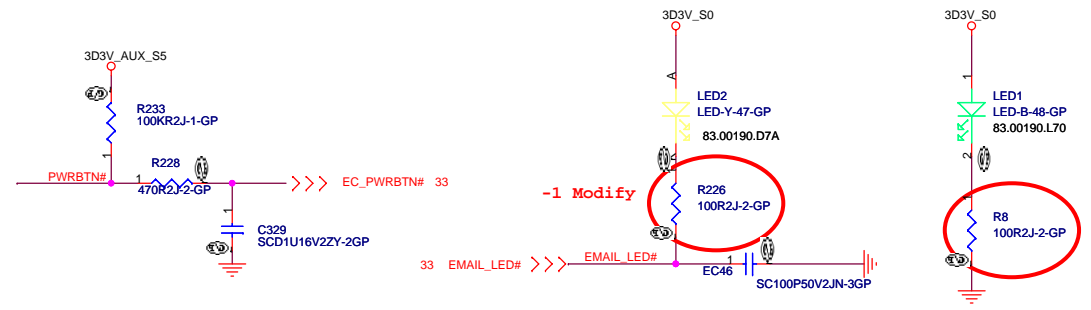 3D3V_AUX_S5
R233
100KR2J-1-GP
1
PWRBTN#
1
R228
470R2J-2-GP
EC_PWRBTN# 33
1
C329
SCD1U16V2ZY-2GP
3D3V_S0
A
LED2
LED-Y-47-GP
83.00190.D7A
K
-1 Modify
R226
100R2J-2-GP
33 EMAIL_LED#
EMAIL_LED#
1
EC46
SC100P50V2JN-3GP
3D3V_S0
1
LED1
LED-B-48-GP
83.00190.L70
2
1
R8
100R2J-2-GP